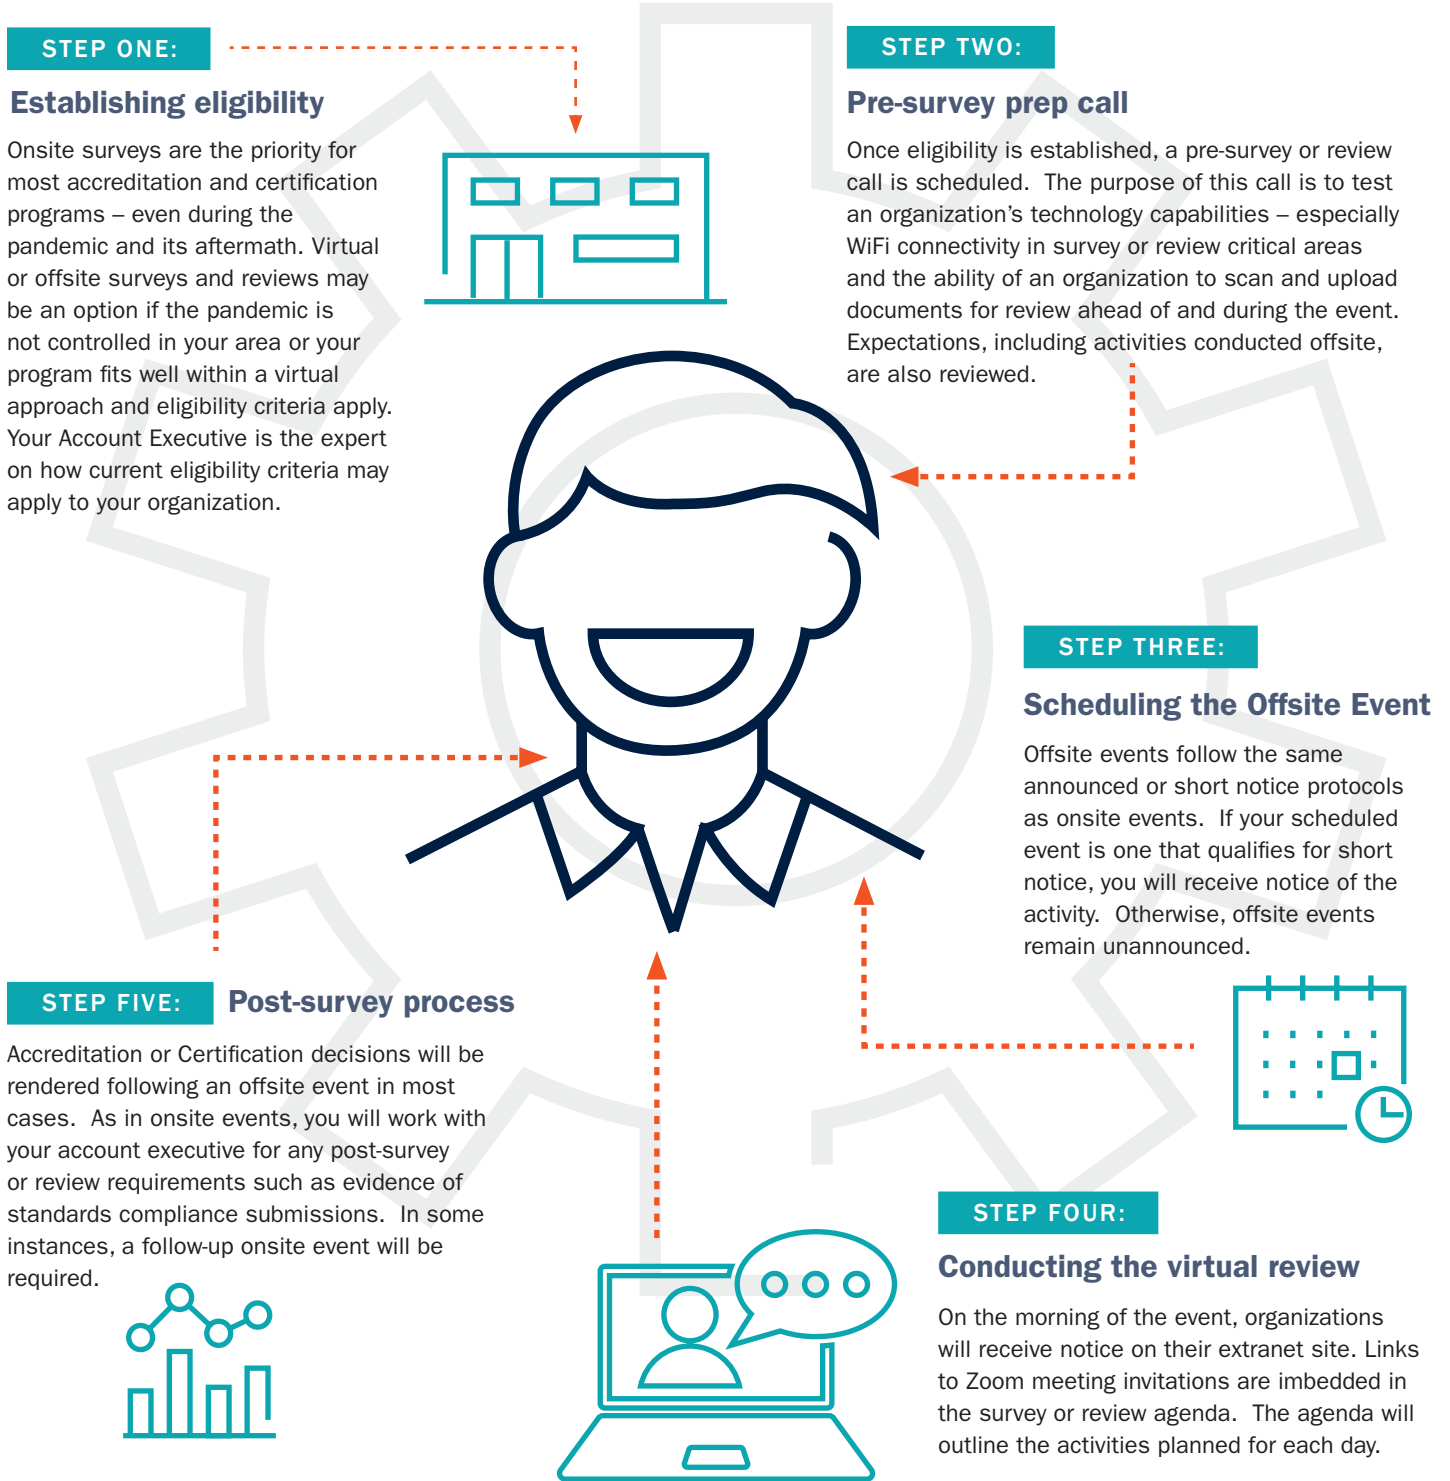 STEP ONE:
Establishing eligibility
Onsite surveys are the priority for
most accreditation and certification
programs – even during the
pandemic and its aftermath. Virtual
or offsite surveys and reviews may
be an option if the pandemic is
not controlled in your area or your
program fits well within a virtual
approach and eligibility criteria apply.
Your Account Executive is the expert
on how current eligibility criteria may
apply to your organization.
STEP TWO:
Pre-survey prep call
Once eligibility is established, a pre-survey or review
call is scheduled.  The purpose of this call is to test
an organization’s technology capabilities – especially
WiFi connectivity in survey or review critical areas
and the ability of an organization to scan and upload
documents for review ahead of and during the event.
Expectations, including activities conducted offsite,
are also reviewed.
STEP THREE:
Scheduling the Offsite Event
Offsite events follow the same
announced or short notice protocols
as onsite events.  If your scheduled
event is one that qualifies for short
notice, you will receive notice of the
activity.  Otherwise, offsite events
remain unannounced.
STEP FOUR:
Conducting the virtual review
On the morning of the event, organizations
will receive notice on their extranet site. Links
to Zoom meeting invitations are imbedded in
the survey or review agenda.  The agenda will
outline the activities planned for each day.
STEP FIVE:
Post-survey process
Accreditation or Certification decisions will be
rendered following an offsite event in most
cases.  As in onsite events, you will work with
your account executive for any post-survey
or review requirements such as evidence of
standards compliance submissions.  In some
instances, a follow-up onsite event will be
required.